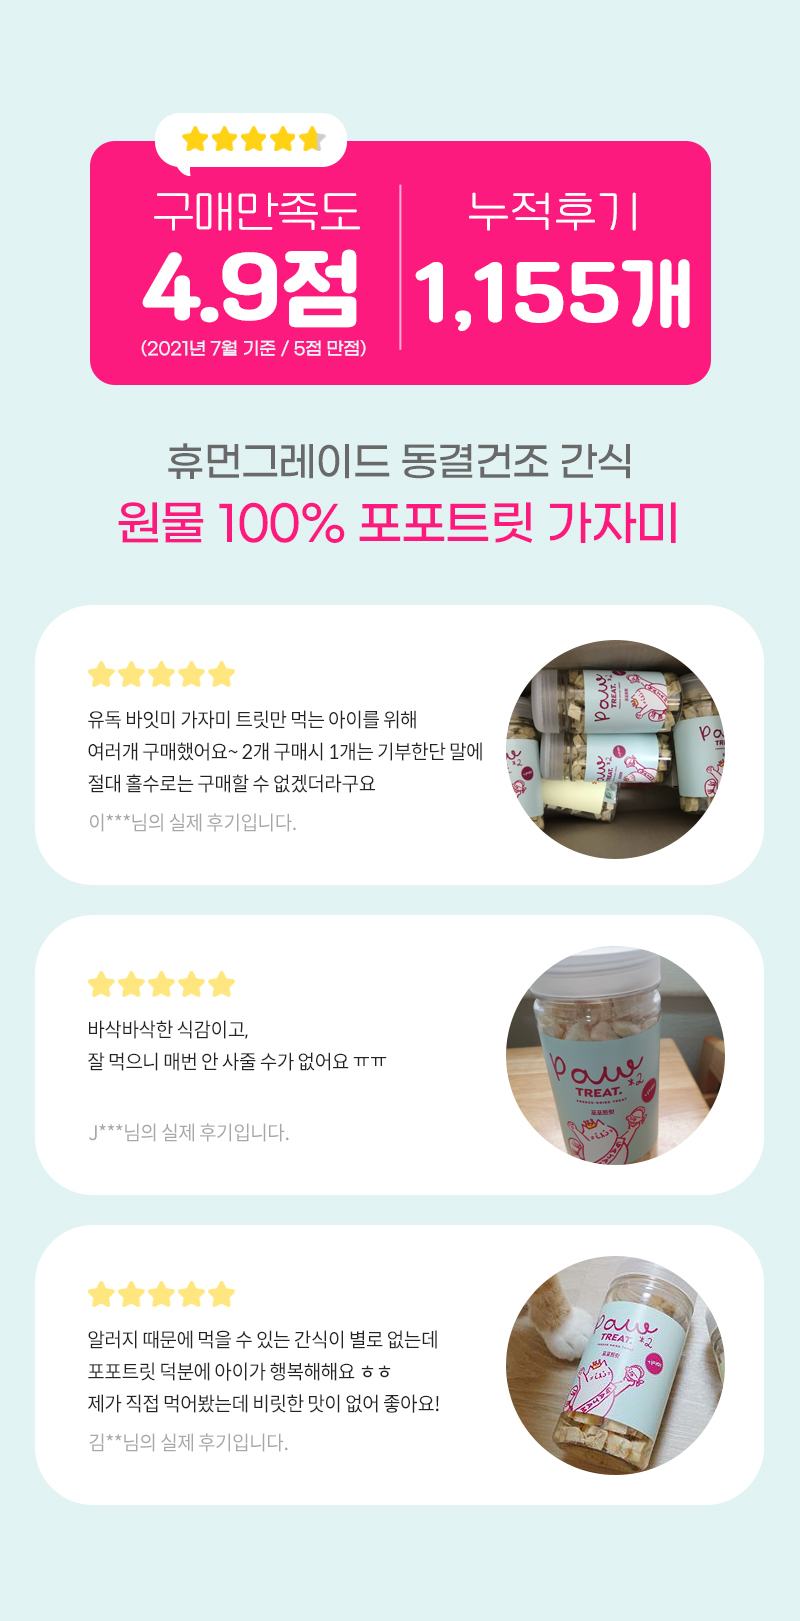 구매만족도
4.9점
(2021년 7월 기준 / 5점 만점)
누적후기
1,155개
휴먼그레이드 동결건조 간식
원물 100% 포포트릿 가자미
유독 바잇미 가자미 트릿만 먹는 아이를 위해
여러개 구매했어요~ 2개 구매시 1개는 기부한단 말에
절대 홀수로는 구매할 수 없겠더라구요
이***님의 실제 후기입니다.
paw
TREAT.
paw
TREAT.
바삭바삭한 식감이고,
잘 먹으니 매번 안 사줄 수가 없어요 ㅠㅠ
J***님의 실제 후기입니다.
paw
TREAT.
FREEZE-DRIED TREAT
포포트릿
알러지 때문에 먹을 수 있는 간식이 별로 없는데
포포트릿 덕분에 아이가 행복해해요 ㅎㅎ
제가 직접 먹어봤는데 비릿한 맛이 없어 좋아요!
김**님의 실제 후기입니다.
paw
TREAT.
포포트릿